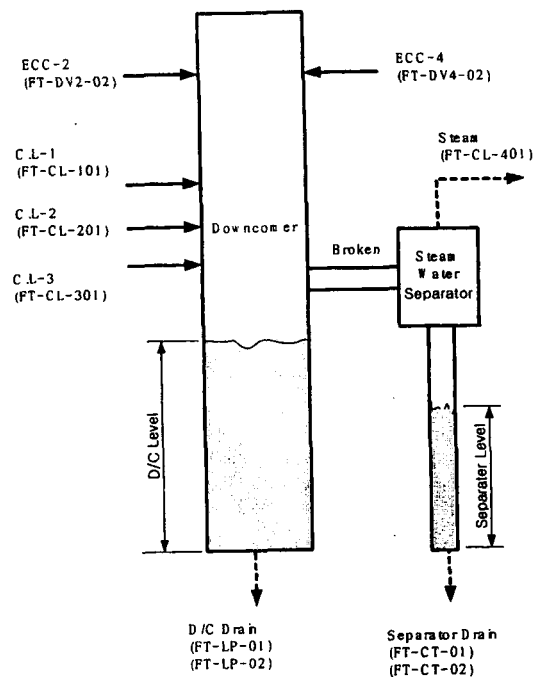 ECC-2
(FT-DV2-02)
ECC-4
(FT-DV4-02)
Steam
(FT-CL-401)
C.L-1
(FT-CL-101)
C.L-2
(FT-CL-201)
C.L-3
(FT-CL-301)
Downcomer
Broken
Steam
Water
Separator
D/C Level
Separater Level
D/C Drain
(FT-LP-01)
(FT-LP-02)
Separator Drain
(FT-CT-01)
(FT-CT-02)